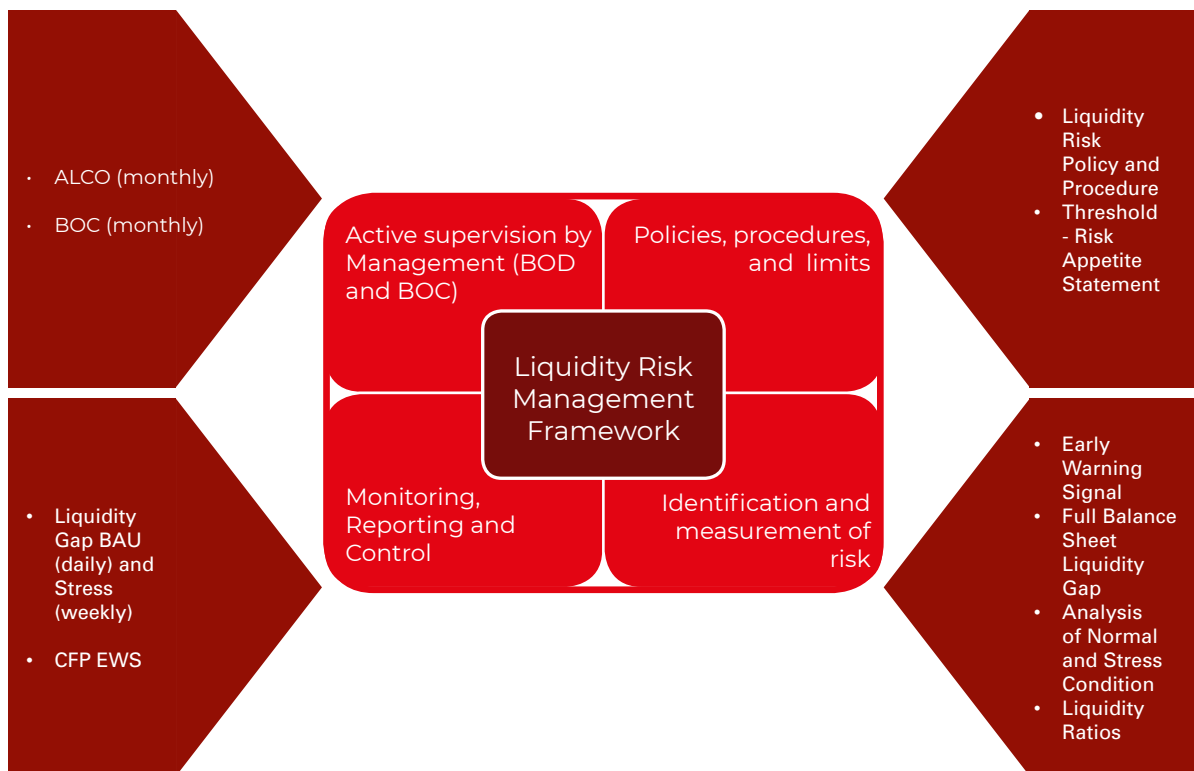 • ALCO (monthly)
• BOC (monthly)
Active supervision by
Management (BOD
and BOC)
Policies, procedures,
and limits
• Liquidity
Risk
Policy and
Procedure
• Threshold
- Risk
Appetite
Statement
Liquidity Risk
Management
Framework
• Liquidity
Gap BAU
(daily) and
Stress
(weekly)
• CFP EWS
Monitoring,
Reporting and
Control
Identification and
measurement of
risk
• Early
Warning
Signal
• Full Balance
Sheet
Liquidity
Gap
• Analysis
of Normal
and Stress
Condition
• Liquidity
Ratios